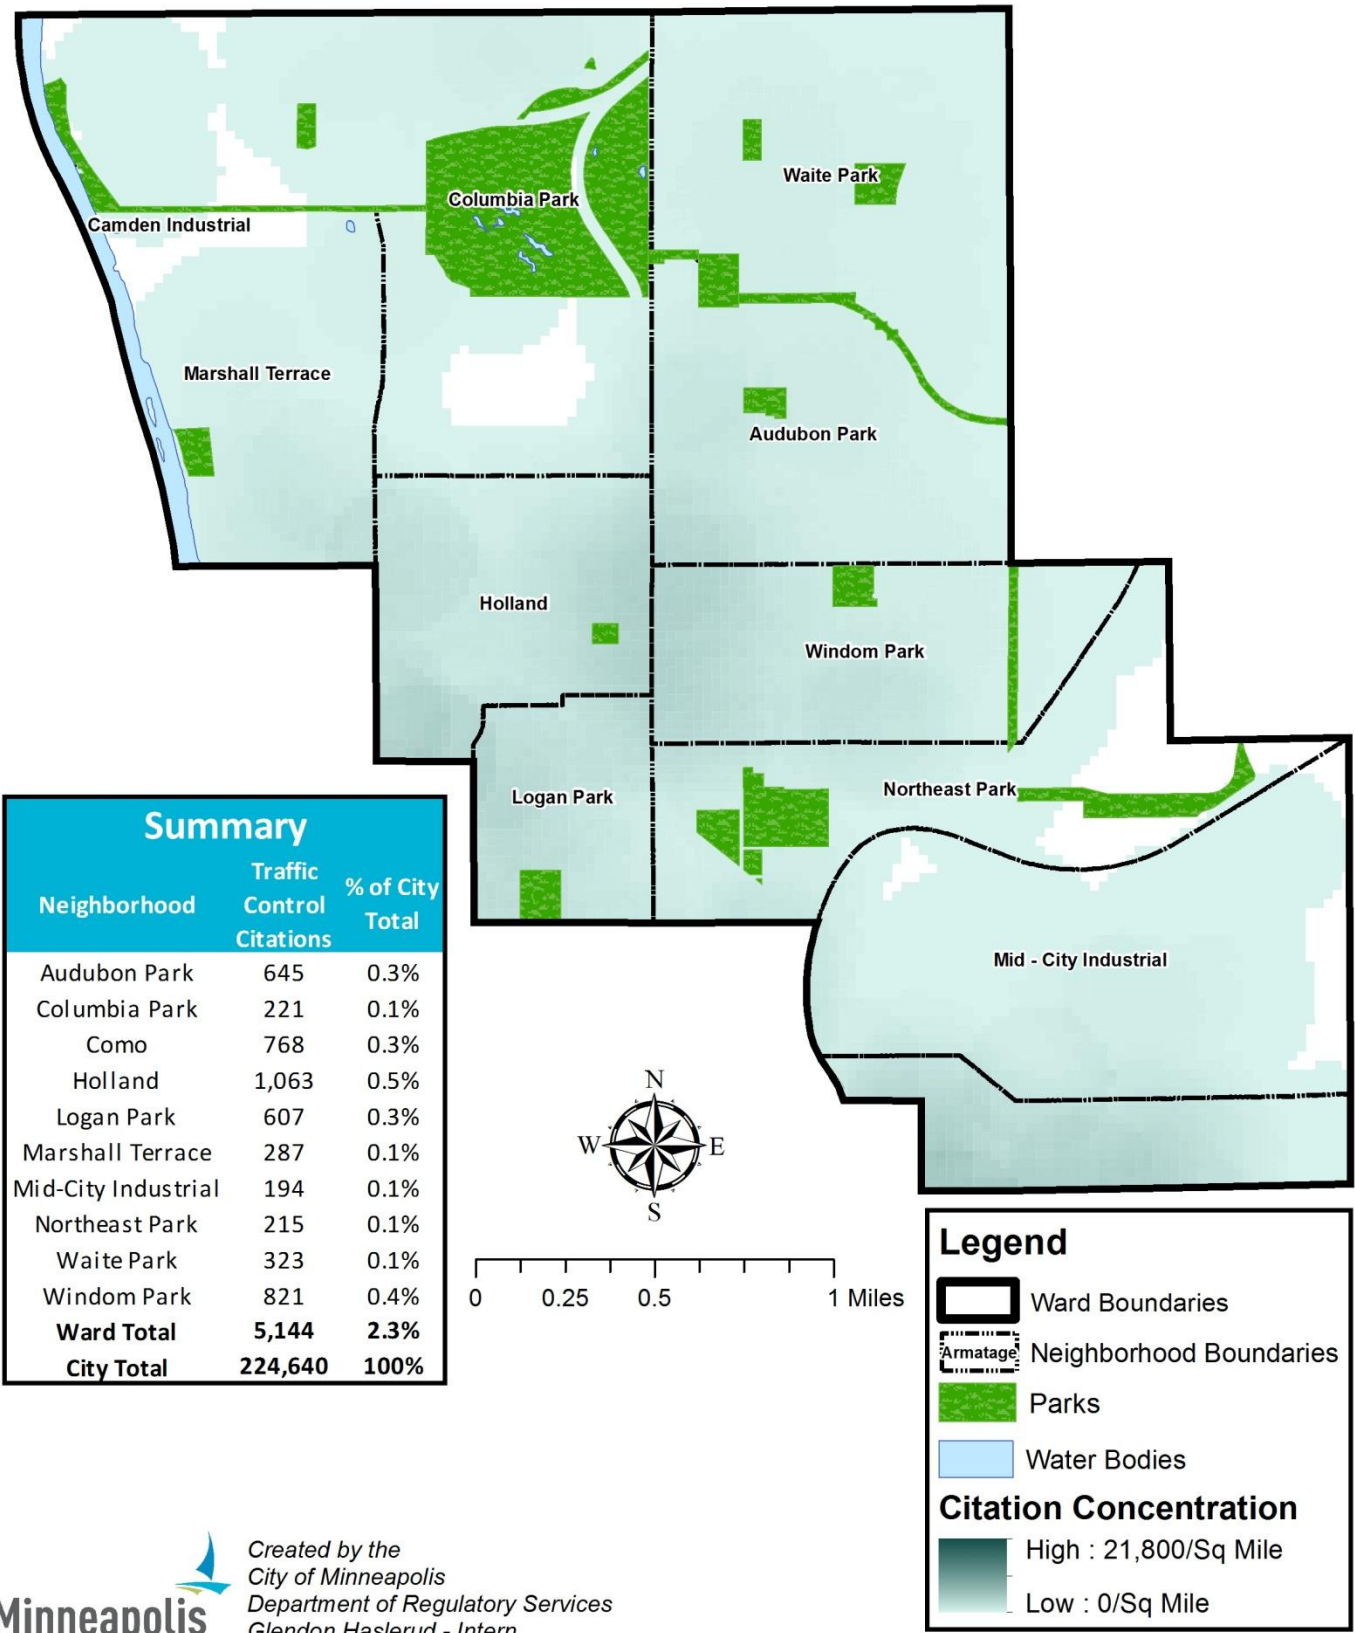 Waite Park
Columbia Park
Camden Industrial
Marshall Terrace
Audubon Park
Holland
Windom Park
Logan Park
Northeast Park
Mid - City Industrial
Summary
Neighborhood Traffic Control Citations % of City Total
Audubon Park 645 0.3%
Columbia Park 221 0.1%
Como 768 0.3%
Holland 1,063 0.5%
Logan Park 607 0.3%
Marshall Terrace 287 0.1%
Mid-City Industrial 194 0.1%
Northeast Park 215 0.1%
Waite Park 323 0.1%
Windom Park 821 0.4%
Ward Total 5,144 2.3%
City Total 224,640 100%
N
W E
S
0 0.25 0.5 1 Miles
Legend
Ward Boundaries
Armatage Neighborhood Boundaries
Parks
Water Bodies
Citation Concentration
High : 21,800/Sq Mile
Low : 0/Sq Mile
Minneapolis
Created by the
City of Minneapolis
Department of Regulatory Services
Glendon Haslerud - Intern